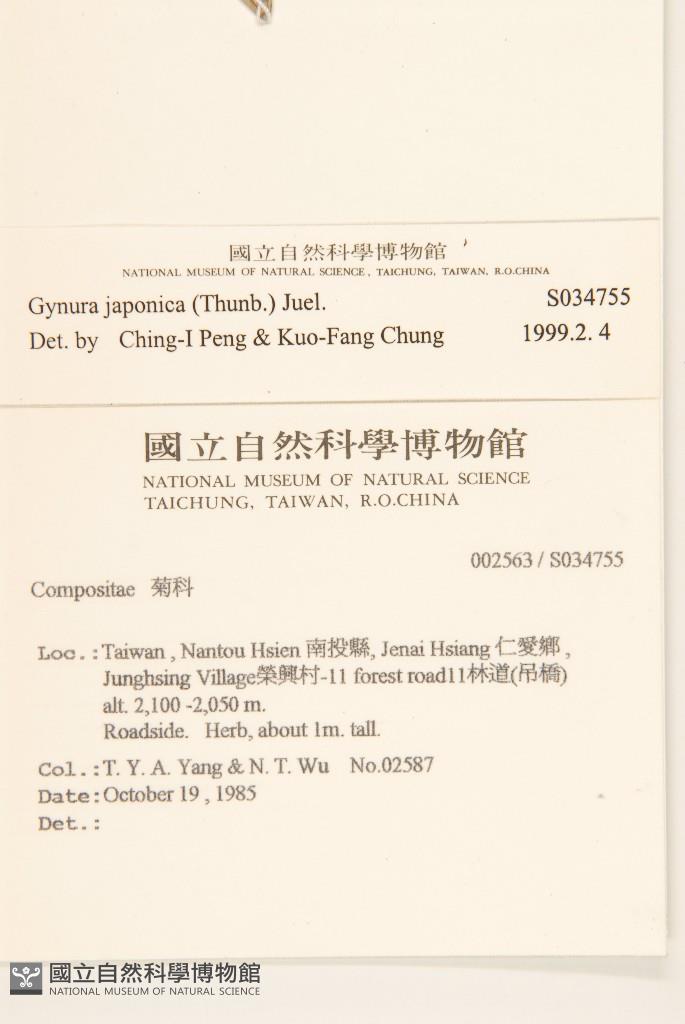 國立自然科學博物館
NATIONAL MUSEUM OF NATURAL SCIENCE, TAICHUNG, TAIWAN, R.O.CHINA
Gynura japonica (Thunb.) Juel. S034755
Det. by Ching-I Peng & Kuo-Fang Chung 1999.2. 4
國立自然科學博物館
NATIONAL MUSEUM OF NATURAL SCIENCE
TAICHUNG, TAIWAN, R.O.CHINA
002563 / S034755
Compositae 菊科
Loc.:Taiwan , Nantou Hsien 南投縣, Jenai Hsiang 仁愛鄉 ,
Junghsing Village榮興村-11 forest road11林道(吊橋)
alt. 2,100 -2,050 m.
Roadside. Herb, about 1m. tall.
Col.:T. Y. A. Yang & N. T. Wu No.02587
Date:October 19 , 1985
Det.:
國立自然科學博物館
NATIONAL MUSEUM OF NATURAL SCIENCE